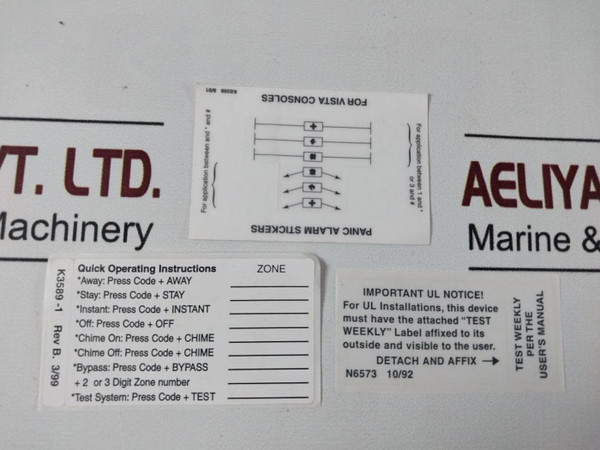 K0298 8/01
FOR VISTA CONSOLES
For application between 1 and *
or 3 and #
For application between and * and #
PANIC ALARM STICKERS
YT. LTD.
Machinery
AELIYA
Marine &
K3589-1 Rev B. 3/99
Quick Operating Instructions ZONE
*Away: Press Code + AWAY
*Stay: Press Code + STAY
*Instant: Press Code + INSTANT
*Off: Press Code + OFF
*Chime On: Press Code + CHIME
*Chime Off: Press Code + CHIME
*Bypass: Press Code + BYPASS
+ 2 or 3 Digit Zone number
*Test System: Press Code + TEST
IMPORTANT UL NOTICE!
For UL Installations, this device
must have the attached "TEST
WEEKLY" Label affixed to its
outside and visible to the user.
DETACH AND AFFIX →
N6573 10/92
TEST WEEKLY
PER THE
USER'S MANUAL